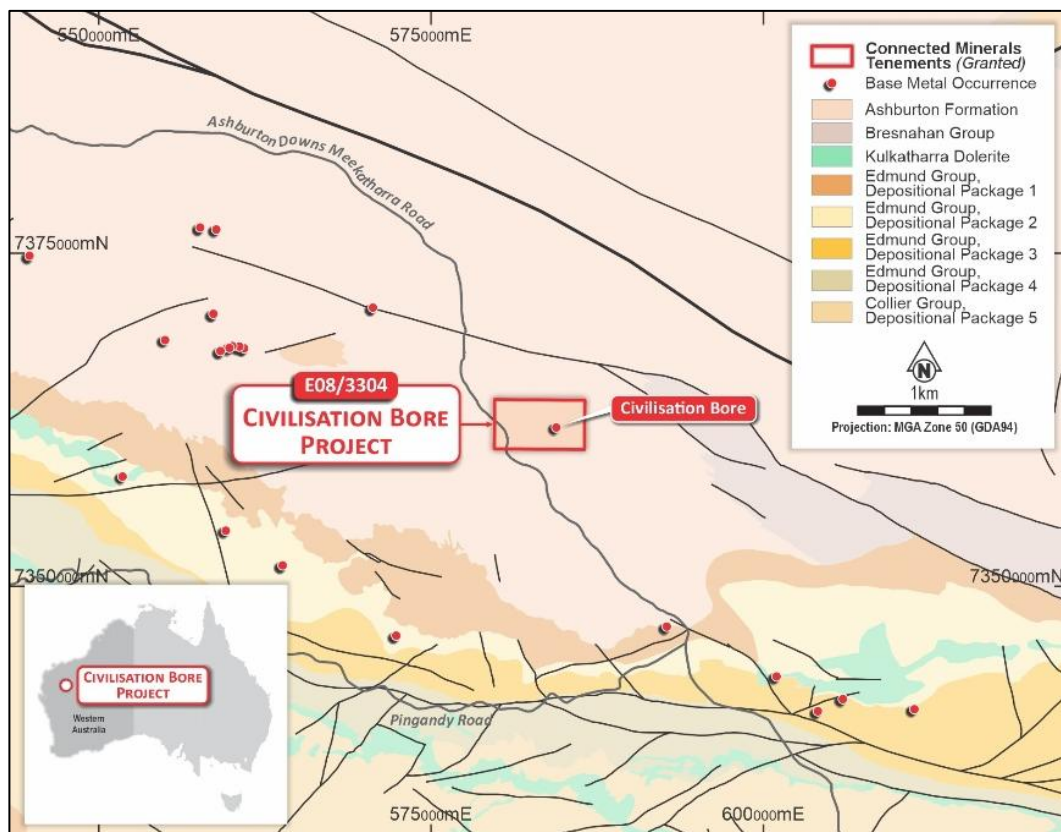 550000mE
575000mE
Connected Minerals
Tenements (Granted)
Base Metal Occurrence
Ashburton Formation
Bresnahan Group
Kulkatharra Dolerite
Edmund Group,
Depositional Package 1
Edmund Group,
Depositional Package 2
Edmund Group,
Depositional Package 3
Edmund Group,
Depositional Package 4
Collier Group,
Depositional Package 5
N
1km
Projection: MGA Zone 50 (GDA94)
Ashburton Downs Meekatharra Road
7375000mN
E08/3304
CIVILISATION BORE
PROJECT
Civilisation Bore
7350000mN
7350000mN
CIVILISATION BORE
PROJECT
Western
Australia
Pingandy Road
575000mE
600000mE